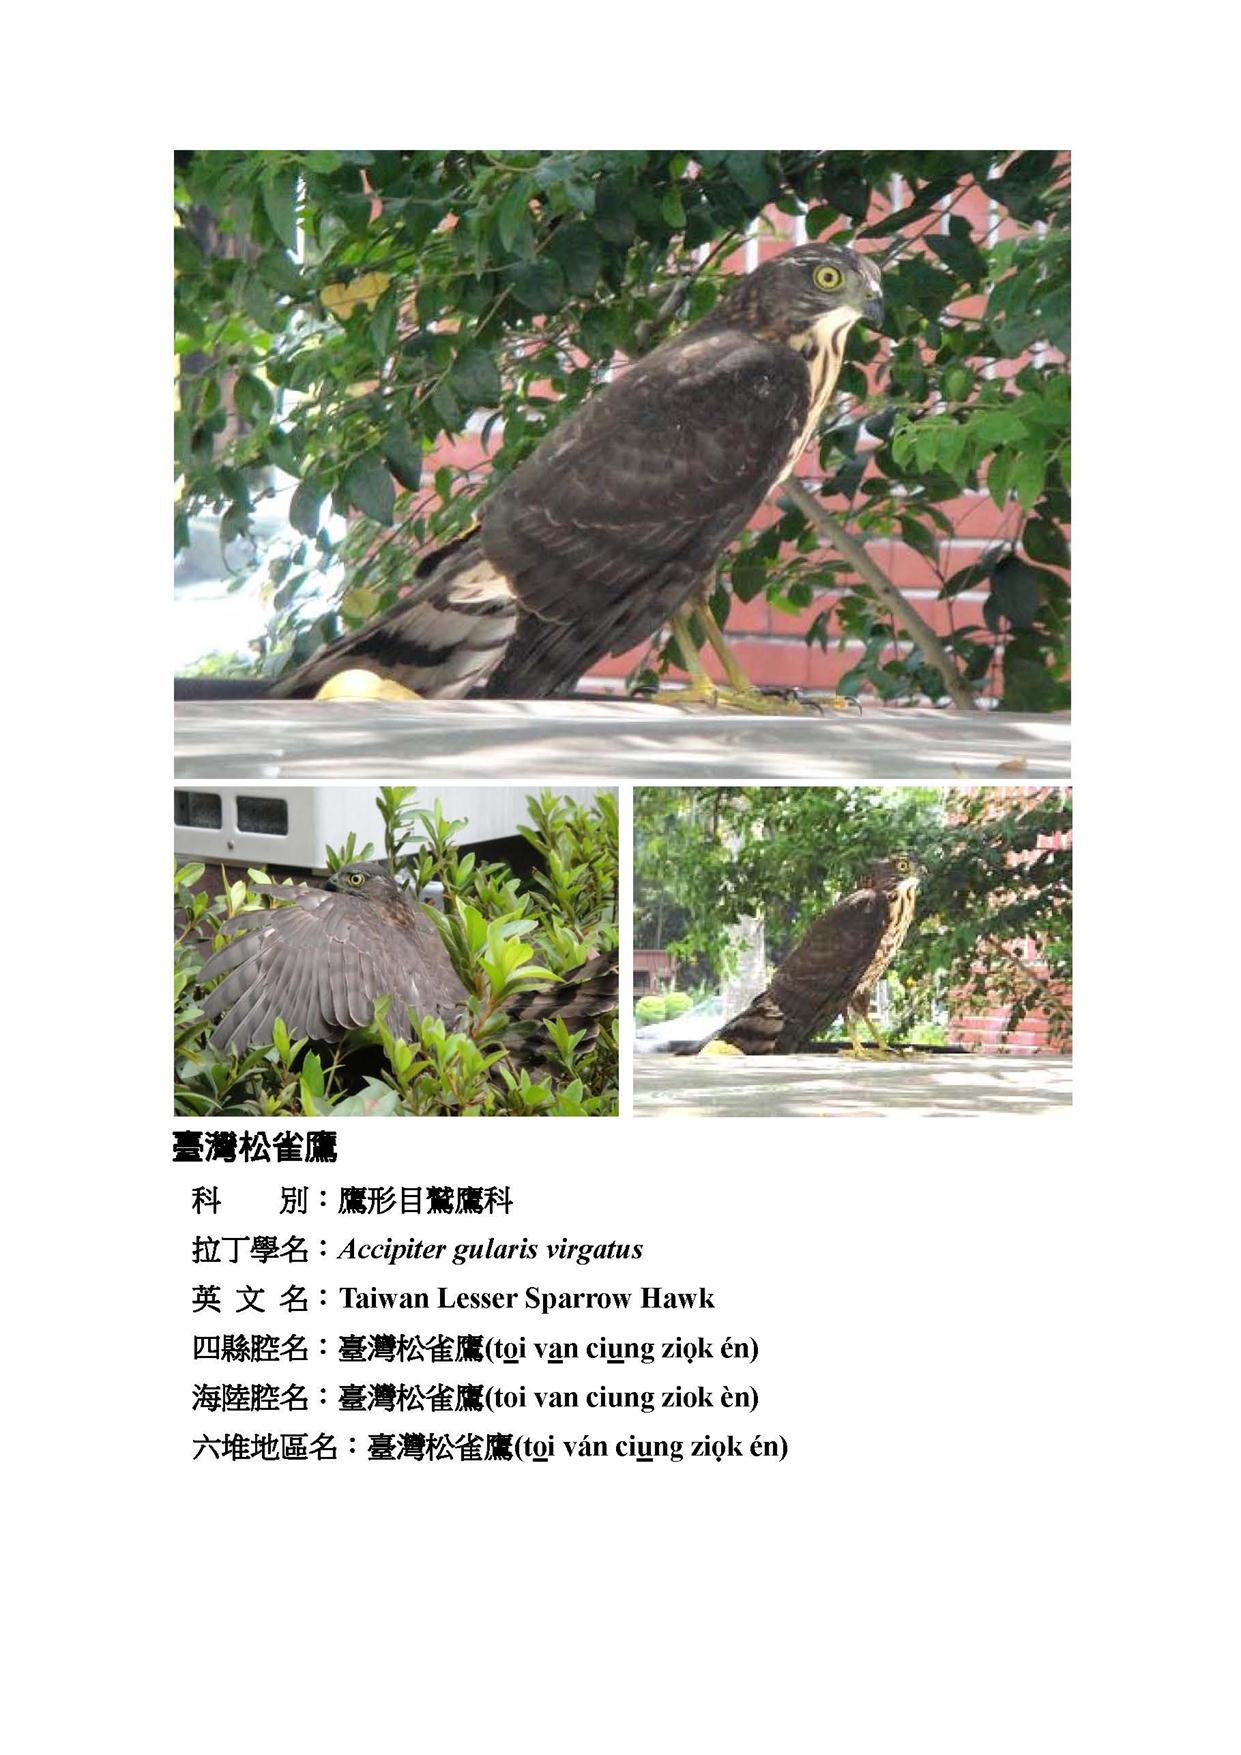 臺灣松雀鷹
科　　別：鷹形目鷲鷹科
拉丁學名：Accipiter gularis virgatus
英 文 名：Taiwan Lesser Sparrow Hawk
四縣腔名：臺灣松雀鷹(to̲i va̲n ciu̲ng ziọk én)
海陸腔名：臺灣松雀鷹(toi van ciung ziok èn)
六堆地區名：臺灣松雀鷹(to̲i ván ciu̲ng ziọk én)